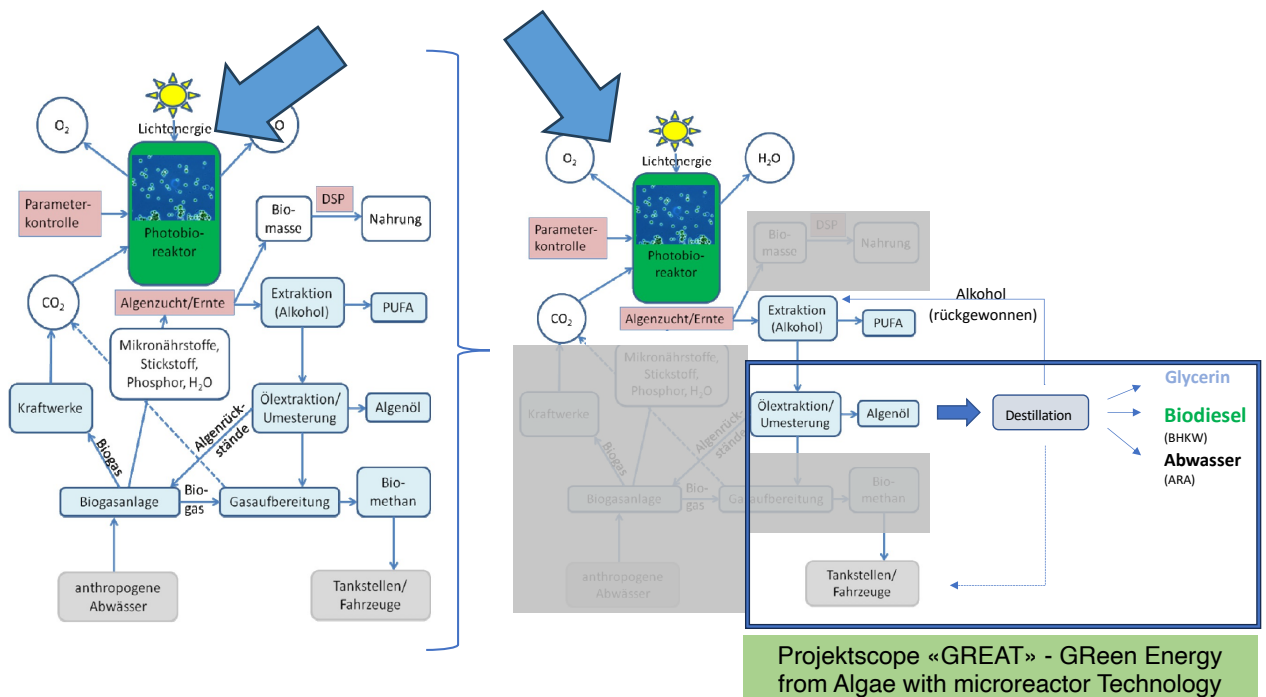 Lichtenergie
O₂
O
Parameter-
kontrolle
Photobio-
reaktor
Bio-
masse
DSP
Nahrung
CO₂
Algenzucht/Ernte
Extraktion
(Alkohol)
PUFA
Mikronährstoffe,
Stickstoff,
Phosphor, H₂O
Kraftwerke
Ölextraktion/
Umesterung
Algenöl
Algenrück-
stände
Biogas
Biogasanlage
Bio-
gas
Gasaufbereitung
Bio-
methan
anthropogene
Abwässer
Tankstellen/
Fahrzeuge
Lichtenergie
O₂
H₂O
Parameter-
kontrolle
Photobio-
reaktor
Bio-
masse
DSP
Nahrung
CO₂
Algenzucht/Ernte
Extraktion
(Alkohol)
PUFA
Alkohol
(rückgewonnen)
Mikronährstoffe,
Stickstoff,
Phosphor, H₂O
Kraftwerke
Ölextraktion/
Umesterung
Algenöl
Destillation
Glycerin
Biodiesel
(BHKW)
Abwasser
(ARA)
Algenrück-
stände
Biogas
Biogasanlage
Bio-
gas
Gasaufbereitung
Bio-
methan
anthropogene
Abwässer
Tankstellen/
Fahrzeuge
Projektscope «GREAT» - GReen Energy
from Algae with microreactor Technology